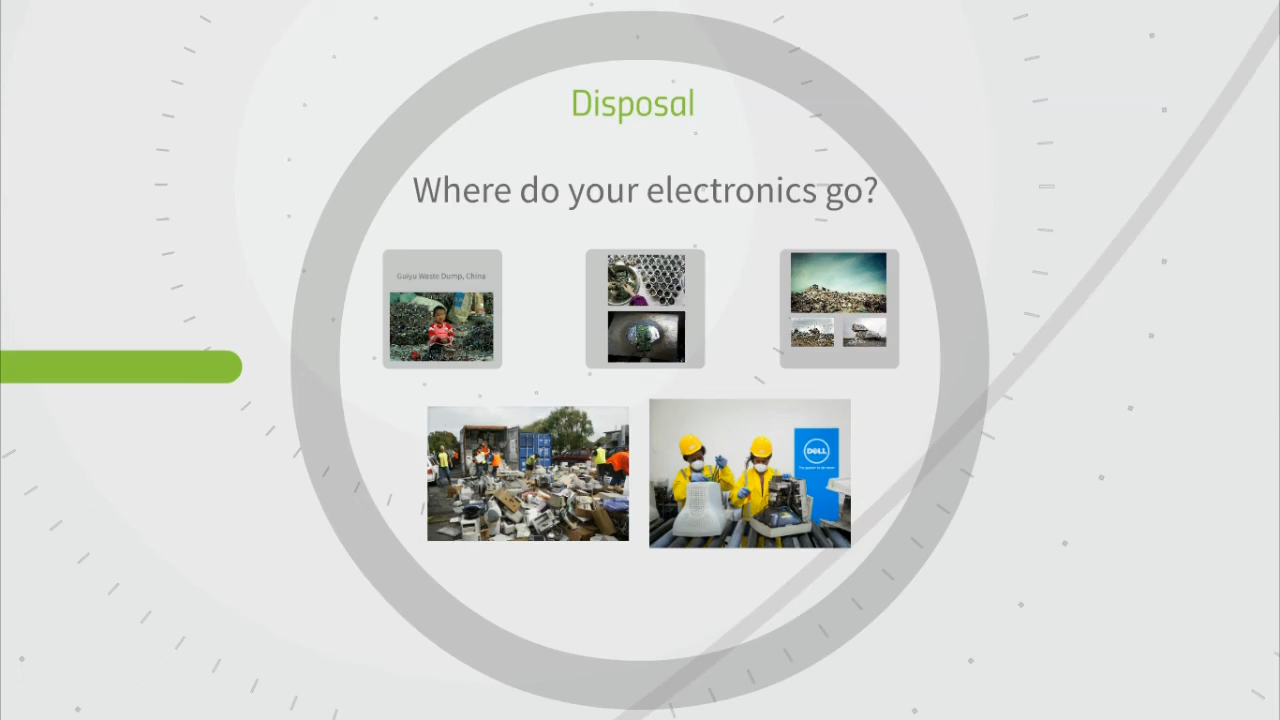 Disposal
Where do your electronics go?
Guiyu Waste Dump, China
DELL